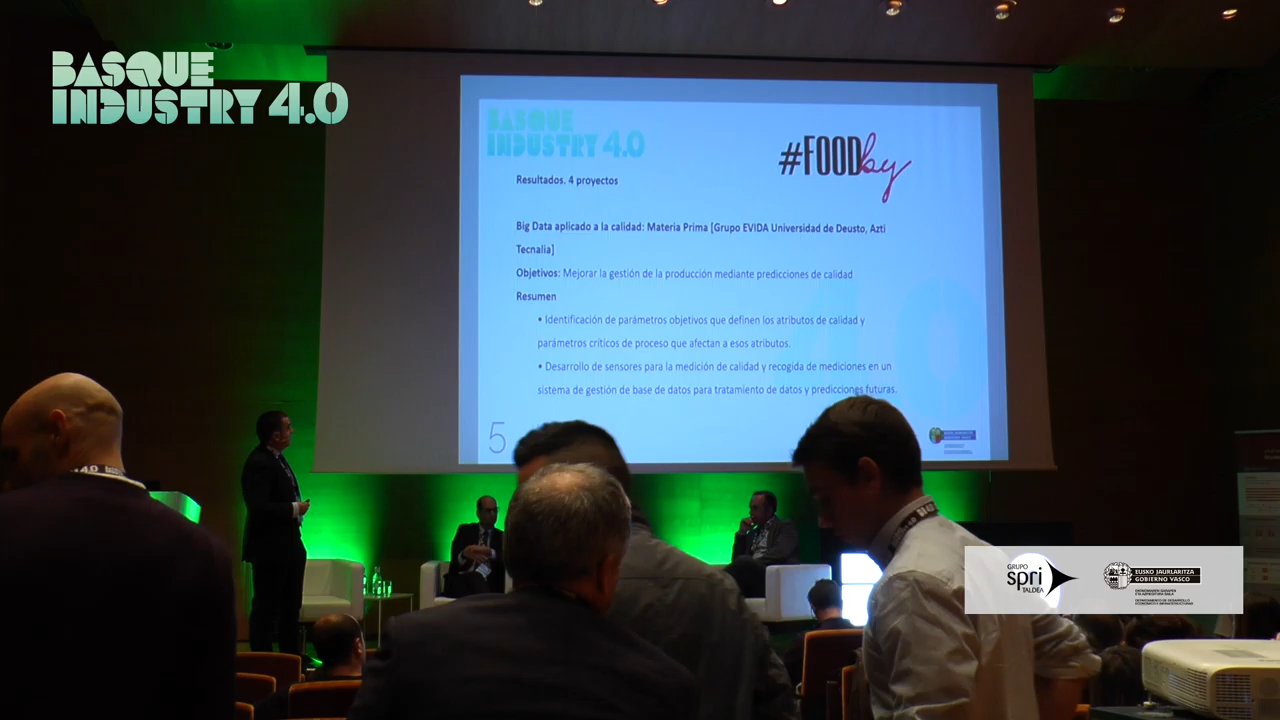 BASQUE
INDUSTRY 4.0
BASQUE
INDUSTRY 4.0
#FOODby
Resultados. 4 proyectos
Big Data aplicado a la calidad: Materia Prima [Grupo EVIDA Universidad de Deusto, Azti
Tecnalia]
Objetivos: Mejorar la gestión de la producción mediante predicciones de calidad
Resumen
• Identificación de parámetros objetivos que definen los atributos de calidad y
parámetros críticos de proceso que afectan a esos atributos.
• Desarrollo de sensores para la medición de calidad y recogida de mediciones en un
sistema de gestión de base de datos para tratamiento de datos y predicciones futuras.
5
GRUPO
spri
TALDEA
EUSKO JAURLARITZA
GOBIERNO VASCO